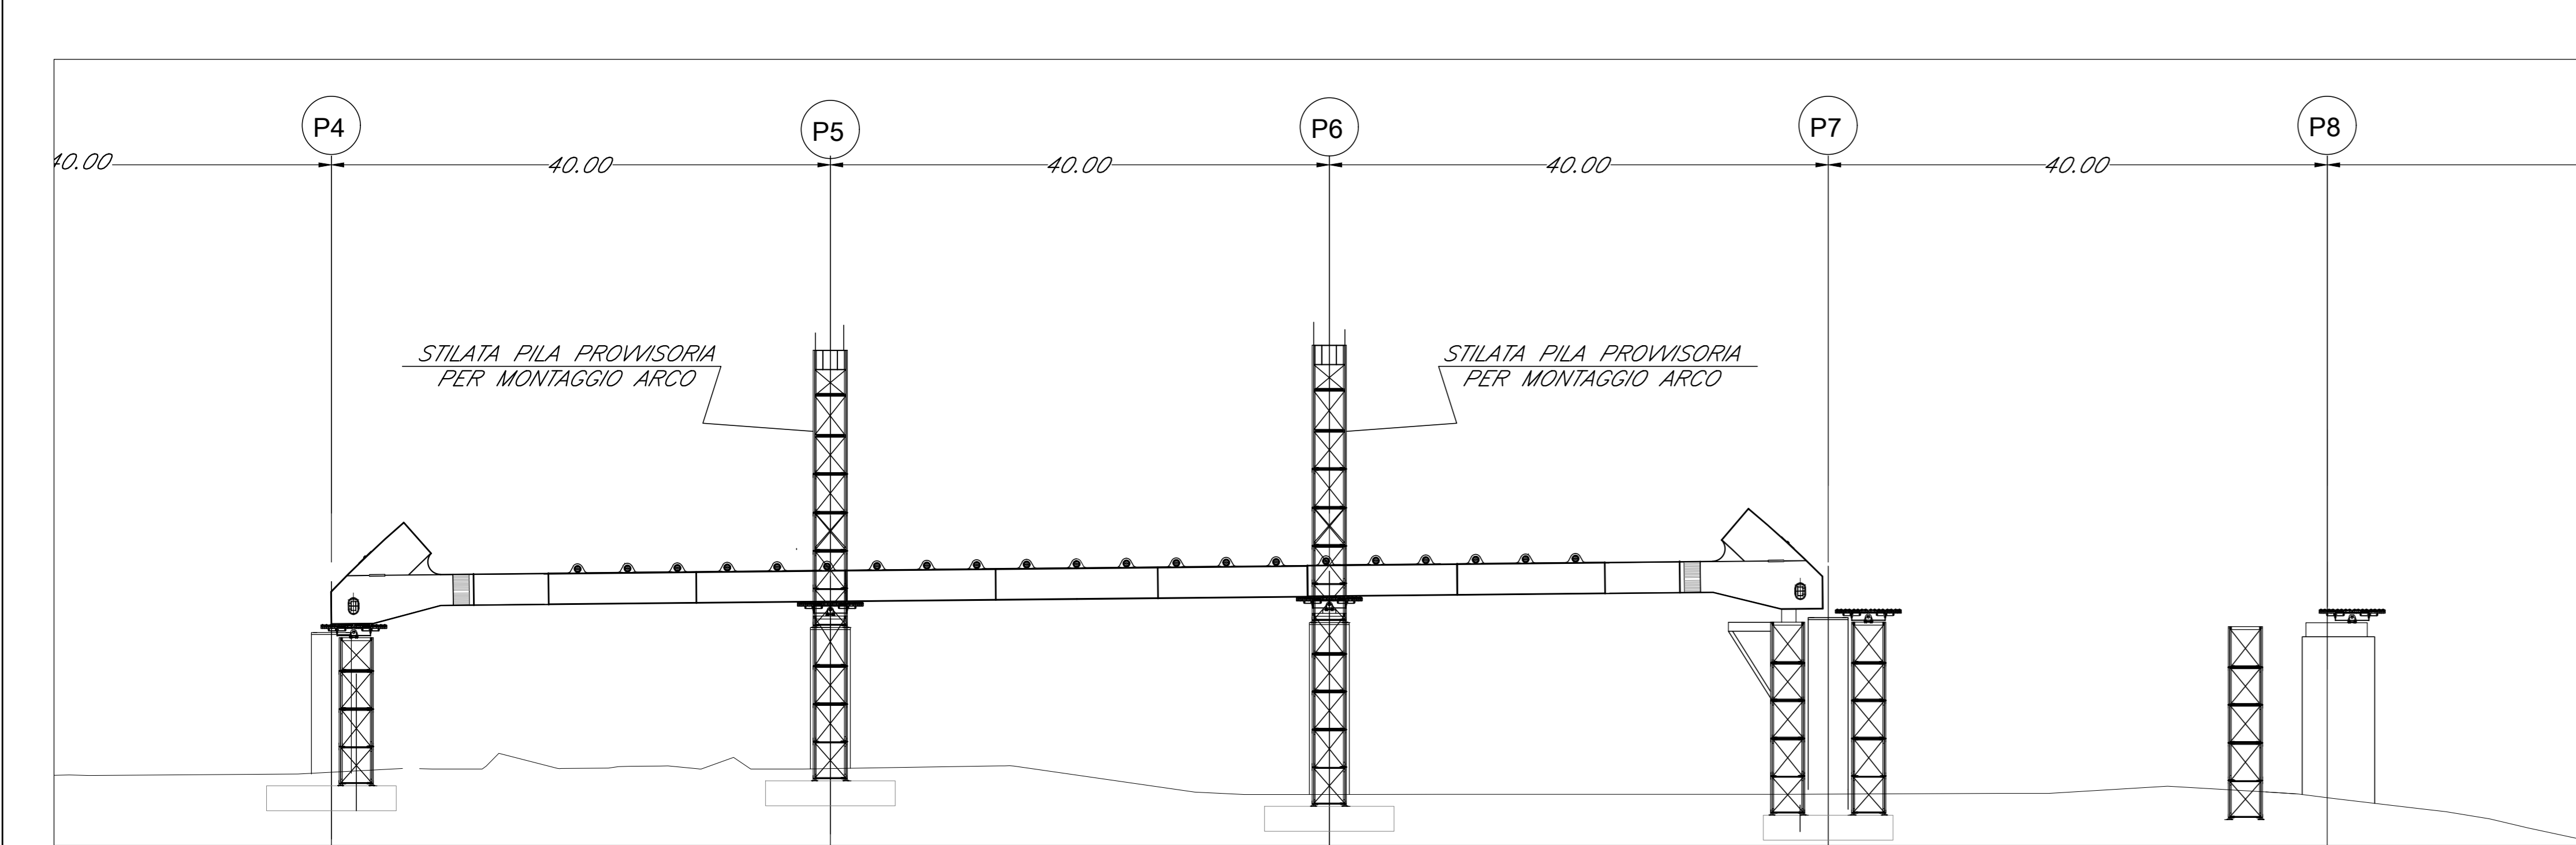 P4
P5
P6
P7
P8
40.00
40.00
40.00
40.00
40.00
STILATA PILA PROVVISORIA
PER MONTAGGIO ARCO
STILATA PILA PROVVISORIA
PER MONTAGGIO ARCO